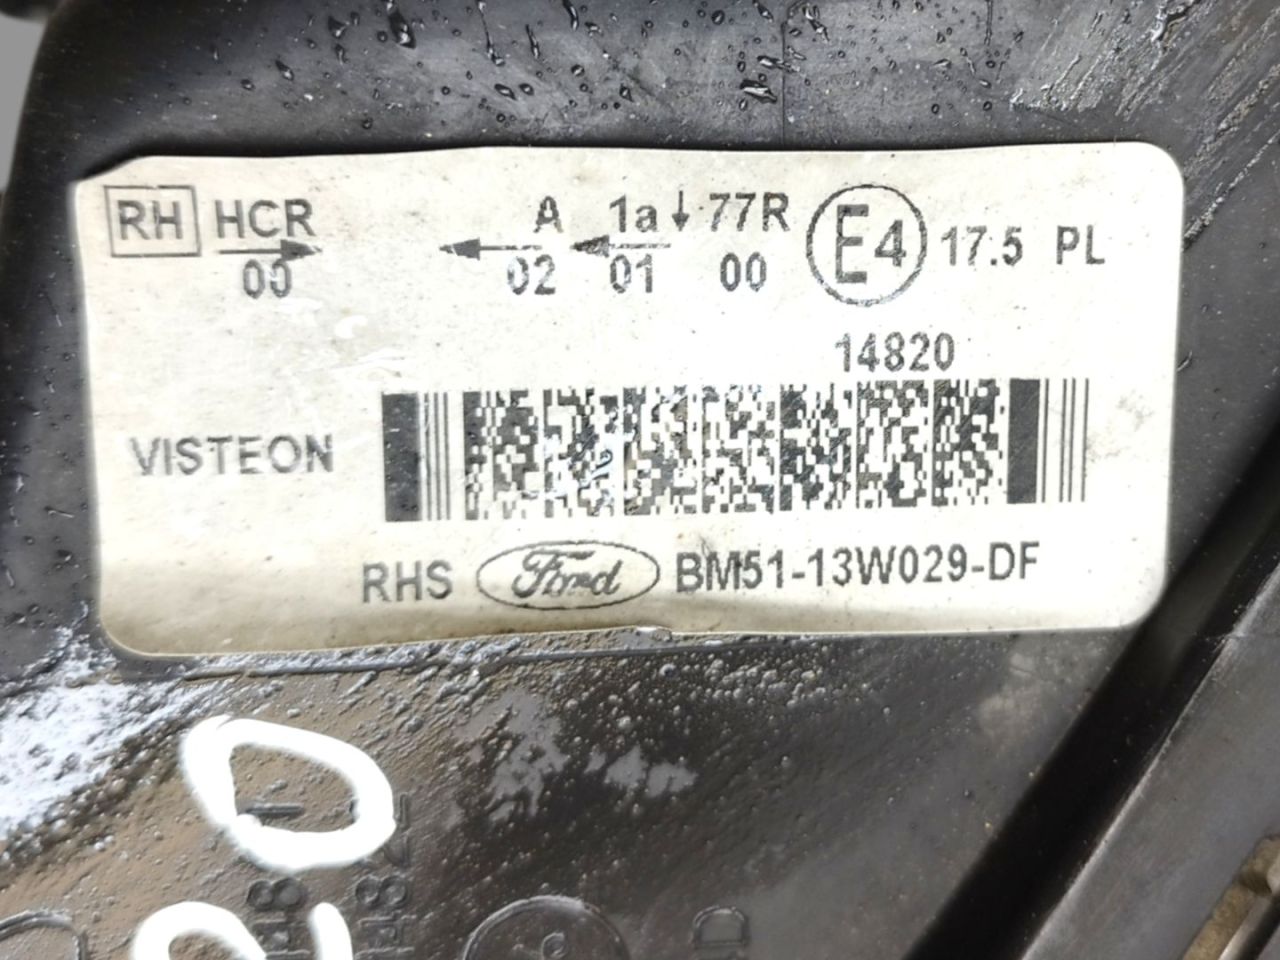 RH HCR A 1a ↓ 77R E4 17.5 PL
00 02 01 00
14820
VISTEON
RHS Ford BM51-13W029-DF
0